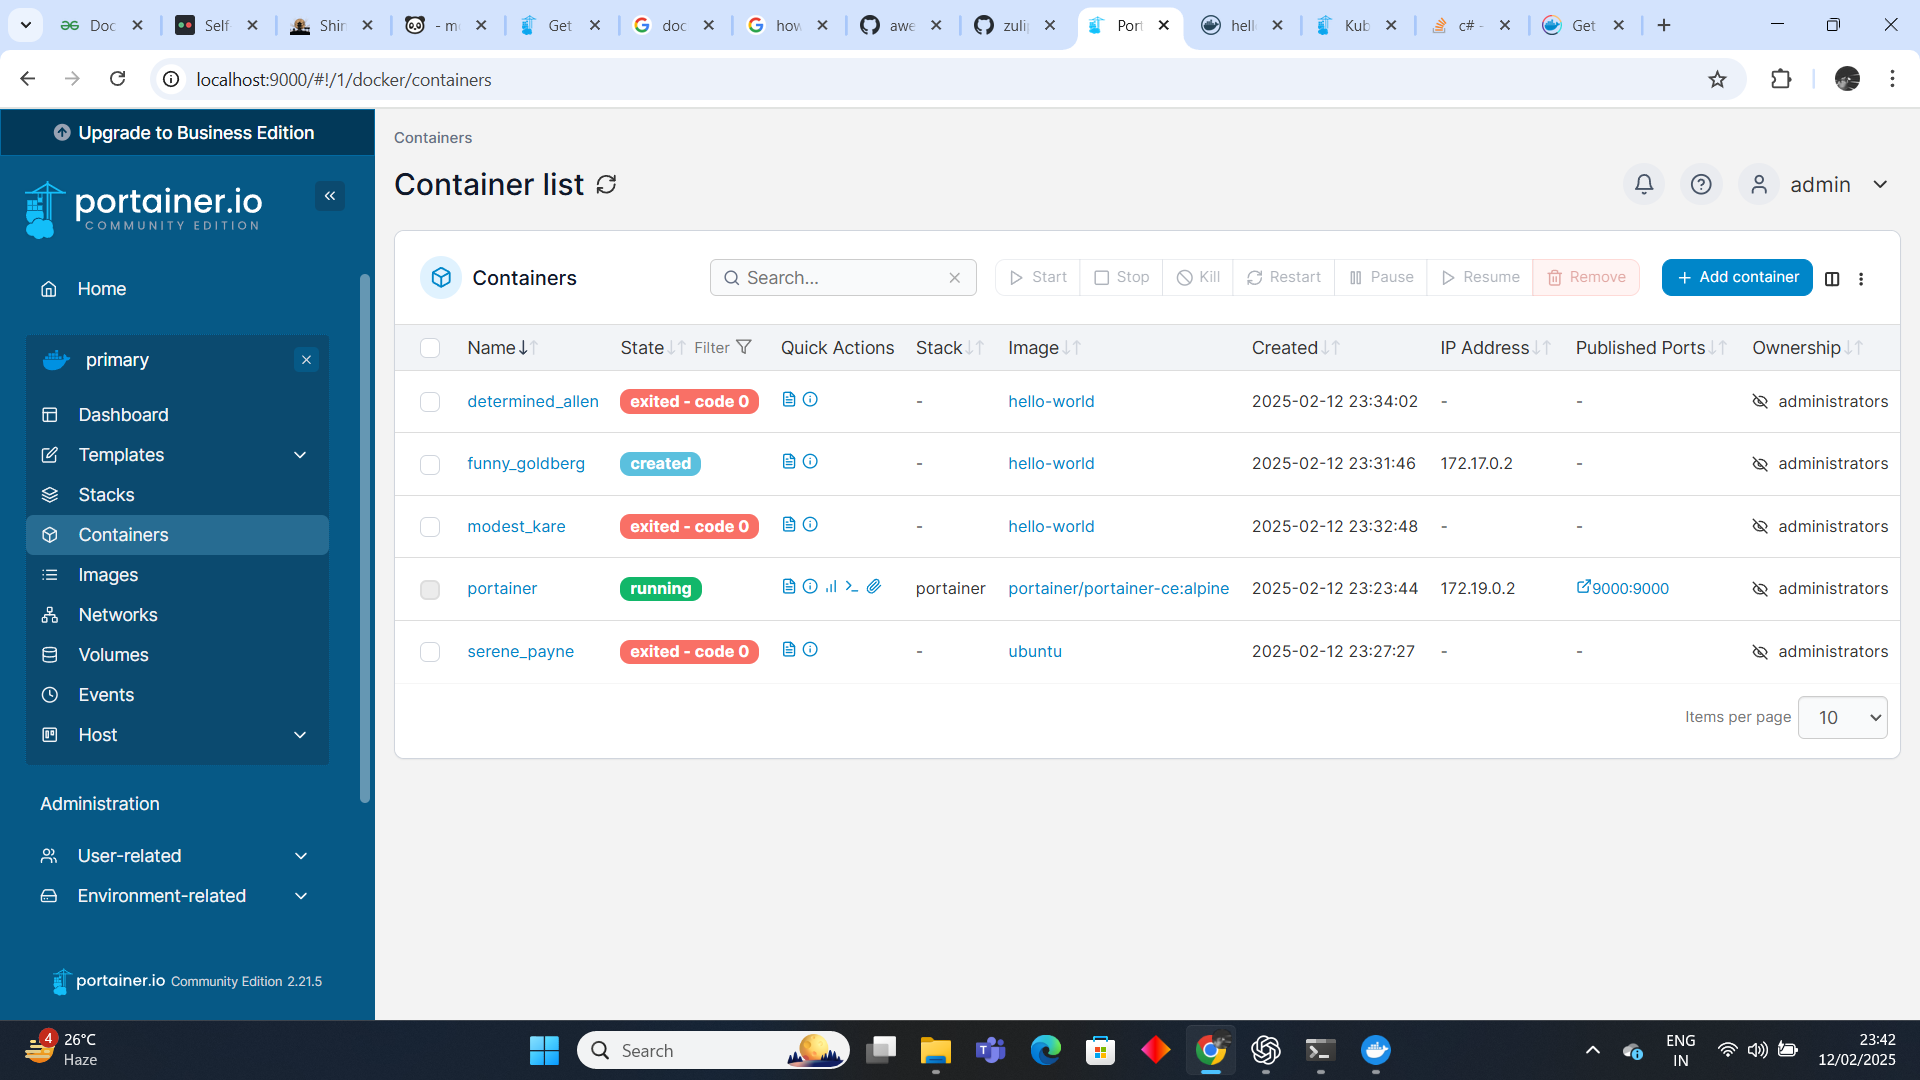 Doc
Self
Shin
- mo
Get
doc
how
awe
zulip
Port
hello
Kub
c# -
Get
localhost:9000/#!/1/docker/containers
Upgrade to Business Edition
portainer.io
COMMUNITY EDITION
Home
primary
Dashboard
Templates
Stacks
Containers
Images
Networks
Volumes
Events
Host
Administration
User-related
Environment-related
portainer.io Community Edition 2.21.5
Containers
Container list
admin
Containers
Search...
Start Stop Kill Restart Pause Resume Remove
Add container
Name State Filter Quick Actions Stack Image Created IP Address Published Ports Ownership
determined_allen exited - code 0 - hello-world 2025-02-12 23:34:02 - - administrators
funny_goldberg created - hello-world 2025-02-12 23:31:46 172.17.0.2 - administrators
modest_kare exited - code 0 - hello-world 2025-02-12 23:32:48 - - administrators
portainer running portainer portainer/portainer-ce:alpine 2025-02-12 23:23:44 172.19.0.2 9000:9000 administrators
serene_payne exited - code 0 - ubuntu 2025-02-12 23:27:27 - - administrators
Items per page 10
4
26°C
Haze
Search
ENG
IN
23:42
12/02/2025